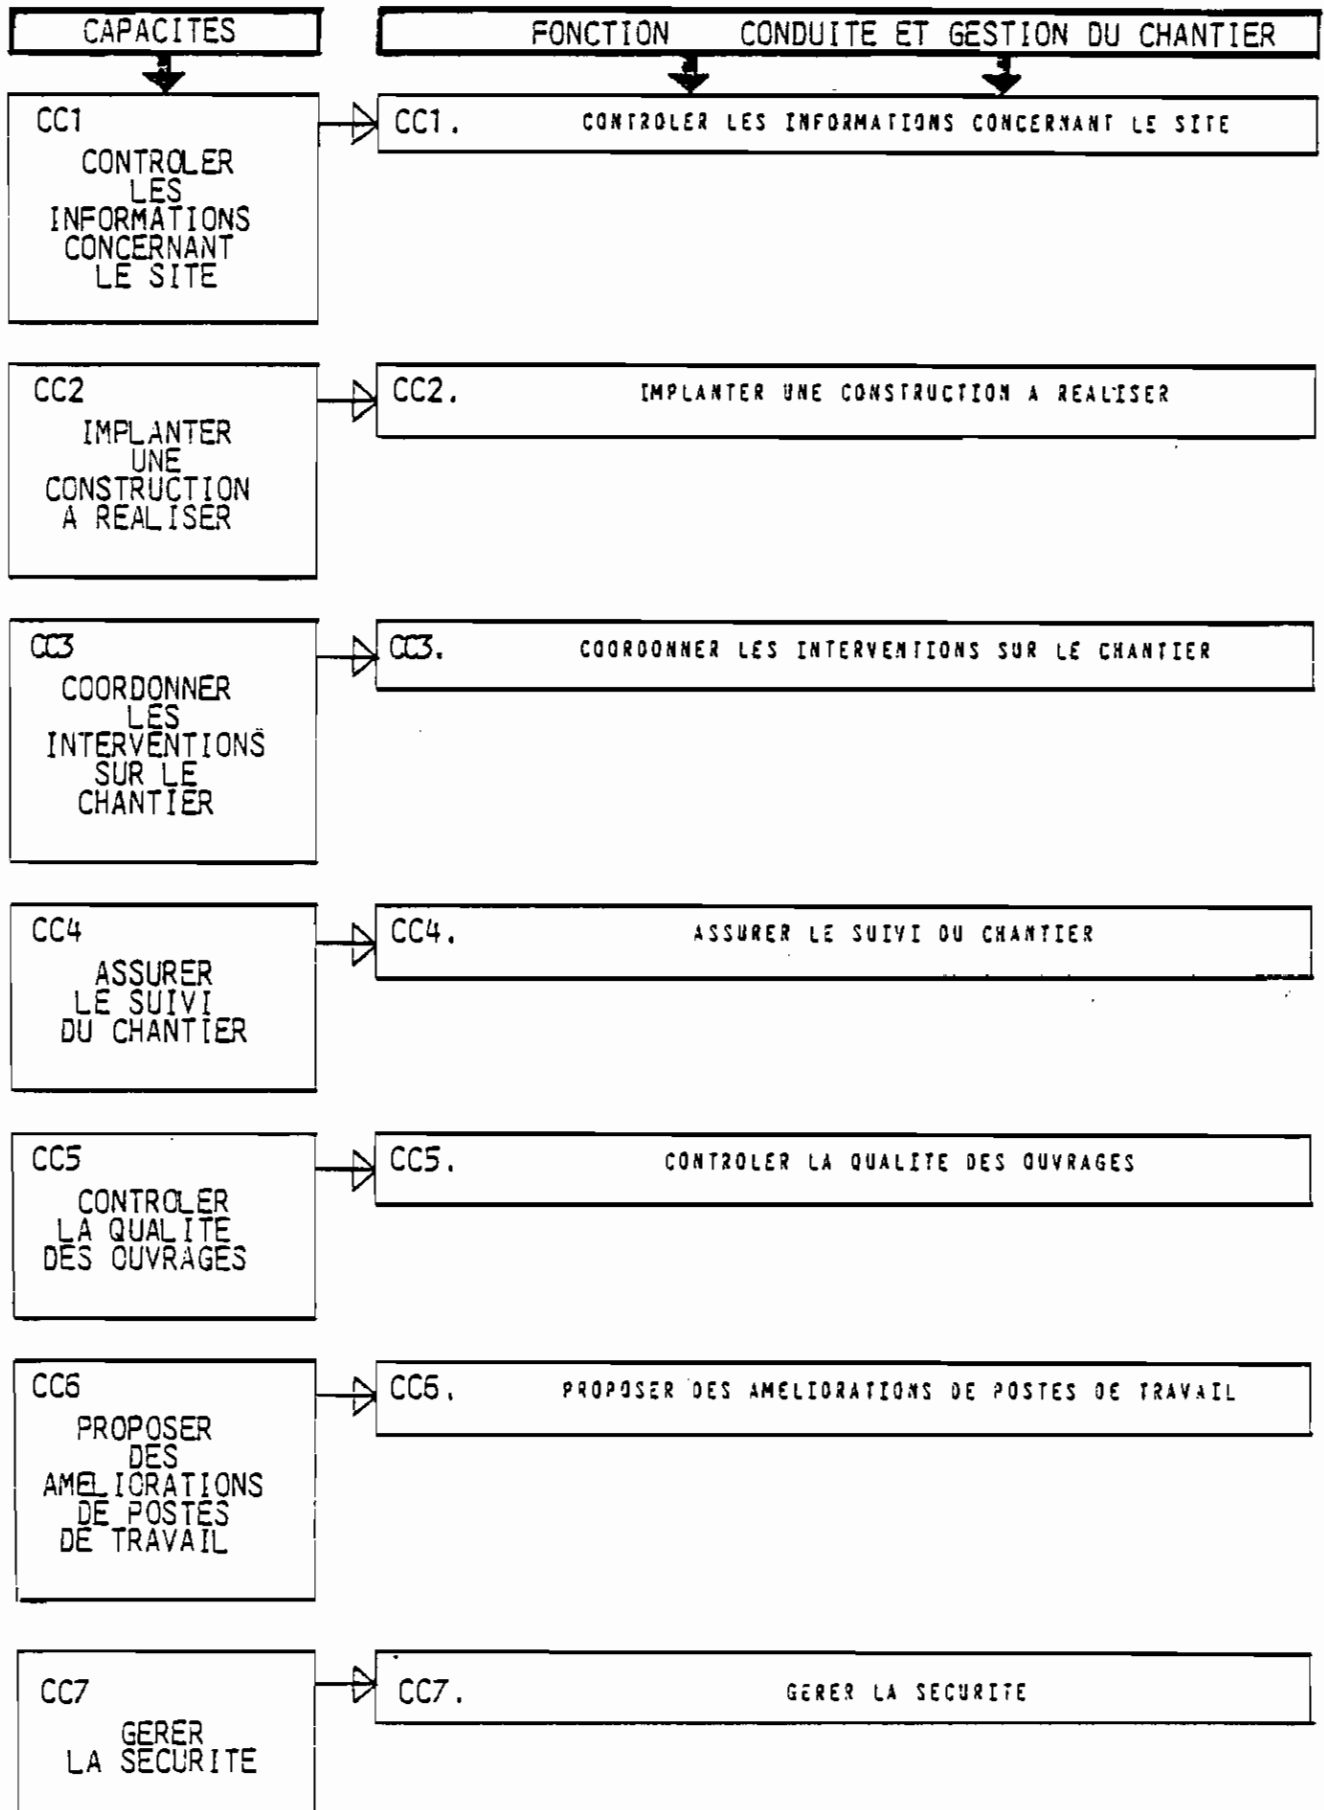 CAPACITES
FONCTION CONDUITE ET GESTION DU CHANTIER
CC1
CONTROLER
LES
INFORMATIONS
CONCERNANT
LE SITE
CC1. CONTROLER LES INFORMATIONS CONCERNANT LE SITE
CC2
IMPLANTER
UNE
CONSTRUCTION
A REALISER
CC2. IMPLANTER UNE CONSTRUCTION A REALISER
CC3
COORDONNER
LES
INTERVENTIONS
SUR LE
CHANTIER
CC3. COORDONNER LES INTERVENTIONS SUR LE CHANTIER
CC4
ASSURER
LE SUIVI
DU CHANTIER
CC4. ASSURER LE SUIVI DU CHANTIER
CC5
CONTROLER
LA QUALITE
DES OUVRAGES
CC5. CONTROLER LA QUALITE DES OUVRAGES
CC6
PROPOSER
DES
AMELIORATIONS
DE POSTES
DE TRAVAIL
CC6. PROPOSER DES AMELIORATIONS DE POSTES DE TRAVAIL
CC7
GERER
LA SECURITE
CC7. GERER LA SECURITE